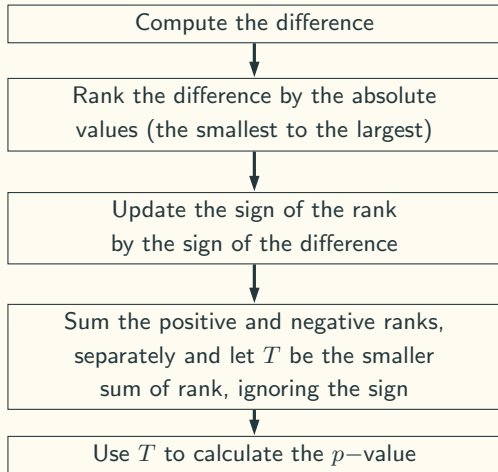 Compute the difference
Rank the difference by the absolute
values (the smallest to the largest)
Update the sign of the rank
by the sign of the difference
Sum the positive and negative ranks,
separately and let T be the smaller
sum of rank, ignoring the sign
Use T to calculate the p−value